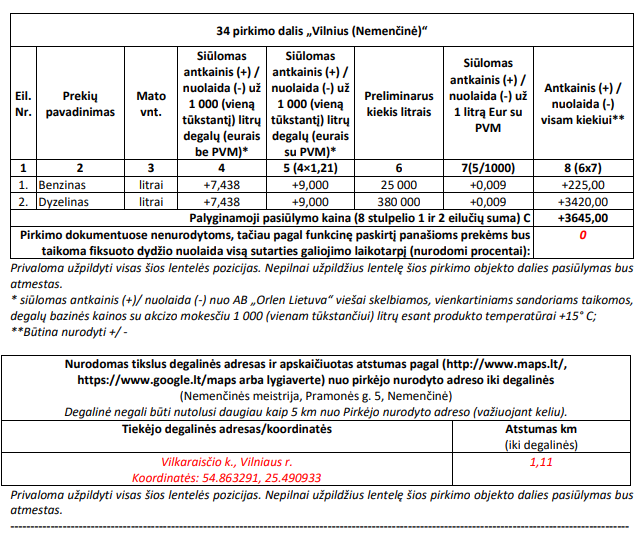 34 pirkimo dalis „Vilnius (Nemenčinė)“
Eil. Nr.
Prekių pavadinimas
Mato vnt.
Siūlomas antkainis (+) / nuolaida (-) už 1 000 (vieną tūkstantį) litrų degalų (eurais be PVM)*
Siūlomas antkainis (+) / nuolaida (-) už 1 000 (vieną tūkstantį) litrų degalų (eurais su PVM)*
Preliminarus kiekis litrais
Siūlomas antkainis (+) / nuolaida (-) už 1 litrą Eur su PVM
Antkainis (+) / nuolaida (-) visam kiekiui**
1 2 3 4 5 (4×1,21) 6 7(5/1000) 8 (6x7)
1. Benzinas litrai +7,438 +9,000 25 000 +0,009 +225,00
2. Dyzelinas litrai +7,438 +9,000 380 000 +0,009 +3420,00
Palyginamoji pasiūlymo kaina (8 stulpelio 1 ir 2 eilučių suma) C +3645,00
Pirkimo dokumentuose nenurodytoms, tačiau pagal funkcinę paskirtį panašioms prekėms bus 0
taikoma fiksuoto dydžio nuolaida visą sutarties galiojimo laikotarpį (nurodomi procentai):
Privaloma užpildyti visas šios lentelės pozicijas. Nepilnai užpildžius lentelę šios pirkimo objekto dalies pasiūlymas bus
atmestas.
* siūlomas antkainis (+)/ nuolaida (-) nuo AB „Orlen Lietuva“ viešai skelbiamos, vienkartiniams sandoriams taikomos,
degalų bazinės kainos su akcizo mokesčiu 1 000 (vienam tūkstančiui) litrų esant produkto temperatūrai +15° C;
**Būtina nurodyti +/ -
Nurodomas tikslus degalinės adresas ir apskaičiuotas atstumas pagal (http://www.maps.lt/,
https://www.google.lt/maps arba lygiaverte) nuo pirkėjo nurodyto adreso iki degalinės
(Nemenčinės meistrija, Pramonės g. 5, Nemenčinė)
Degalinė negali būti nutolusi daugiau kaip 5 km nuo Pirkėjo nurodyto adreso (važiuojant keliu).
Tiekėjo degalinės adresas/koordinatės Atstumas km
(iki degalinės)
Vilkaraisčio k., Vilniaus r. 1,11
Koordinatės: 54.863291, 25.490933
Privaloma užpildyti visas šios lentelės pozicijas. Nepilnai užpildžius lentelę šios pirkimo objekto dalies pasiūlymas bus
atmestas.